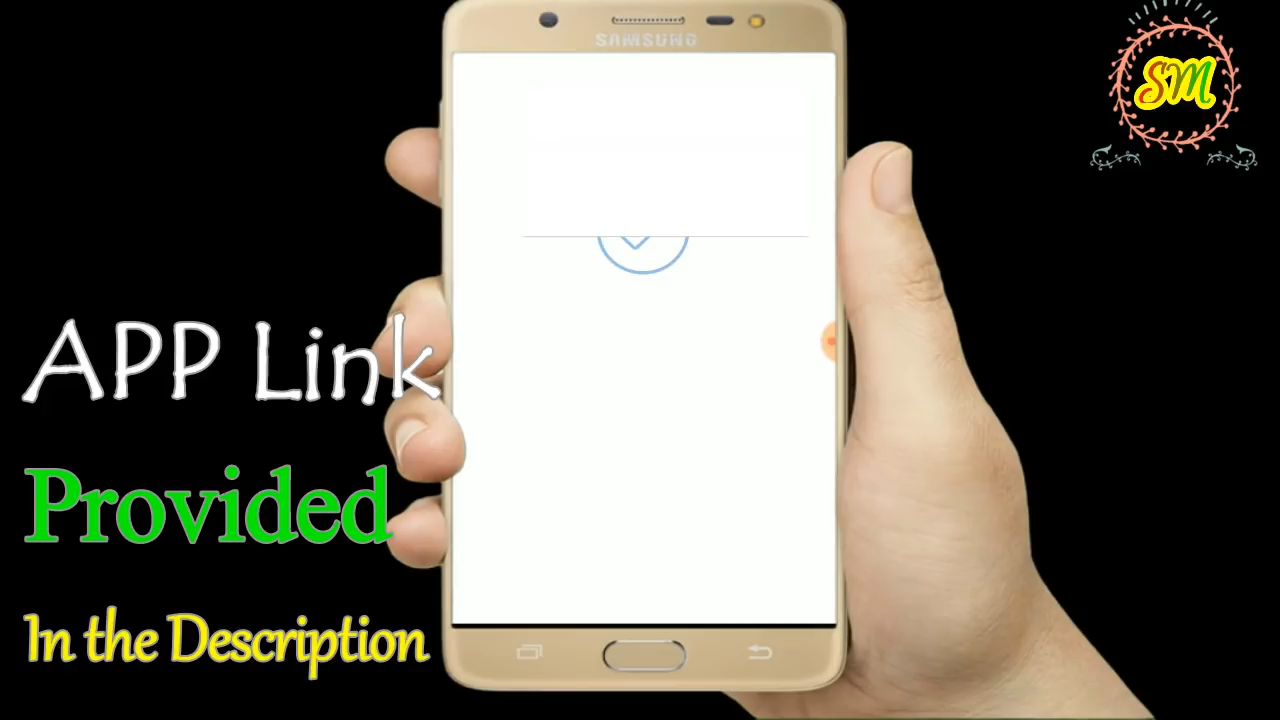 SAMSUNG
SM
APP Link
Provided
In the Description